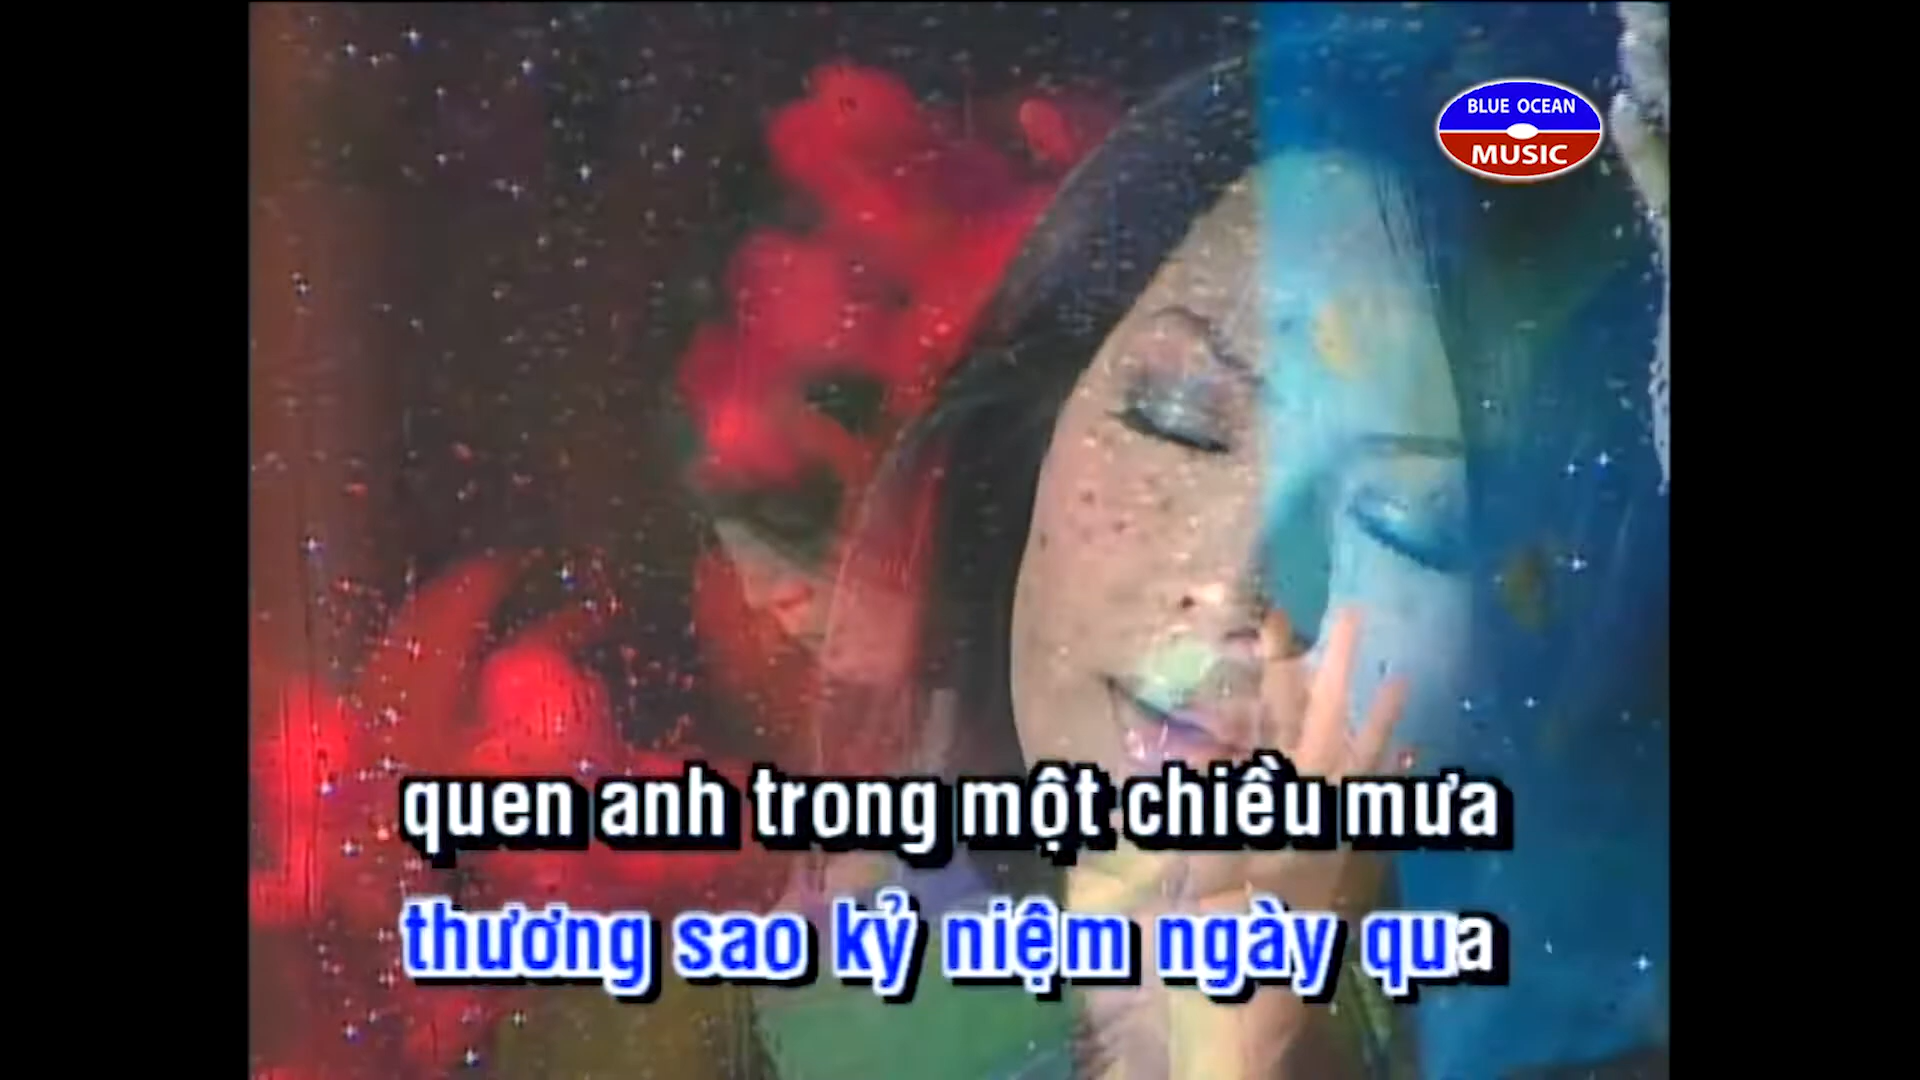 BLUE OCEAN
MUSIC
quen anh trong một chiều mưa
thương sao kỷ niệm ngày qua